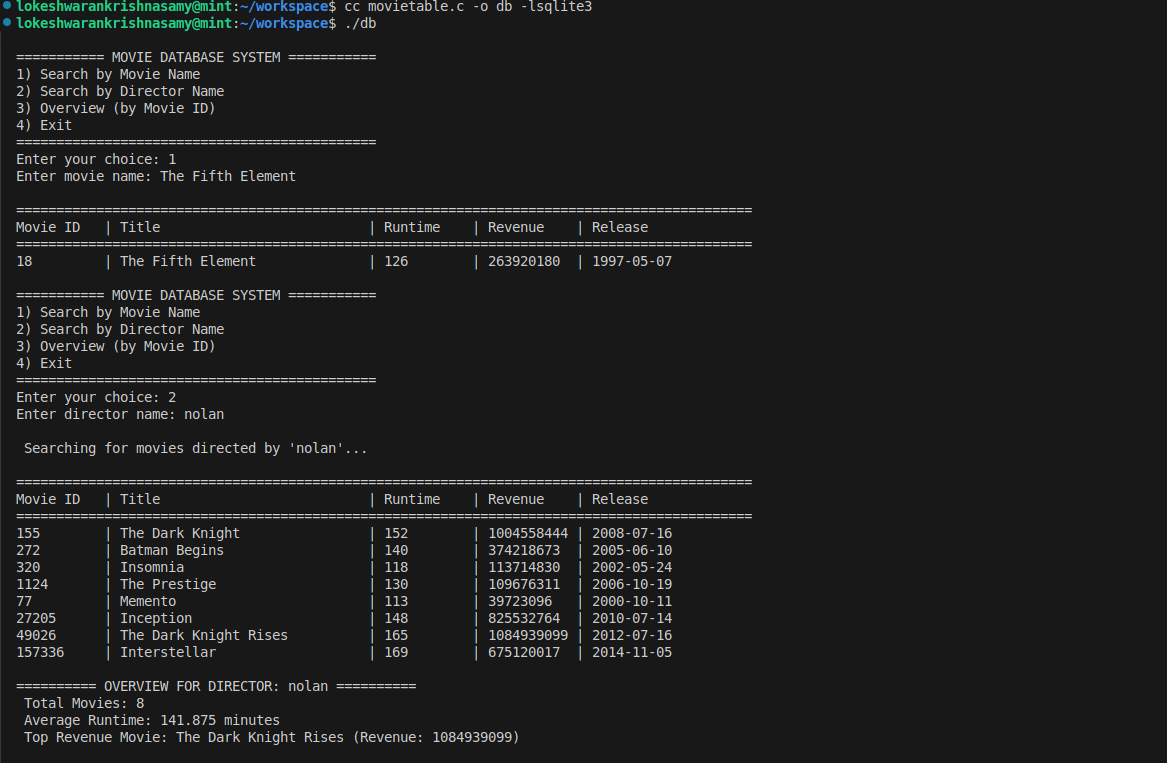 lokeshwarankrishnasamy@mint:~/workspace$ cc movietable.c -o db -lsqlite3
lokeshwarankrishnasamy@mint:~/workspace$ ./db
=========== MOVIE DATABASE SYSTEM ===========
1) Search by Movie Name
2) Search by Director Name
3) Overview (by Movie ID)
4) Exit
=============================================
Enter your choice: 1
Enter movie name: The Fifth Element
============================================================================================
Movie ID   | Title                          | Runtime    | Revenue    | Release
============================================================================================
18         | The Fifth Element              | 126        | 263920180  | 1997-05-07
=========== MOVIE DATABASE SYSTEM ===========
1) Search by Movie Name
2) Search by Director Name
3) Overview (by Movie ID)
4) Exit
=============================================
Enter your choice: 2
Enter director name: nolan
Searching for movies directed by 'nolan'...
============================================================================================
Movie ID   | Title                          | Runtime    | Revenue    | Release
============================================================================================
155        | The Dark Knight                | 152        | 1004558444 | 2008-07-16
272        | Batman Begins                  | 140        | 374218673  | 2005-06-10
320        | Insomnia                       | 118        | 113714830  | 2002-05-24
1124       | The Prestige                   | 130        | 109676311  | 2006-10-19
77         | Memento                        | 113        | 39723096   | 2000-10-11
27205      | Inception                      | 148        | 825532764  | 2010-07-14
49026      | The Dark Knight Rises          | 165        | 1084939099 | 2012-07-16
157336     | Interstellar                   | 169        | 675120017  | 2014-11-05
========== OVERVIEW FOR DIRECTOR: nolan ==========
Total Movies: 8
Average Runtime: 141.875 minutes
Top Revenue Movie: The Dark Knight Rises (Revenue: 1084939099)